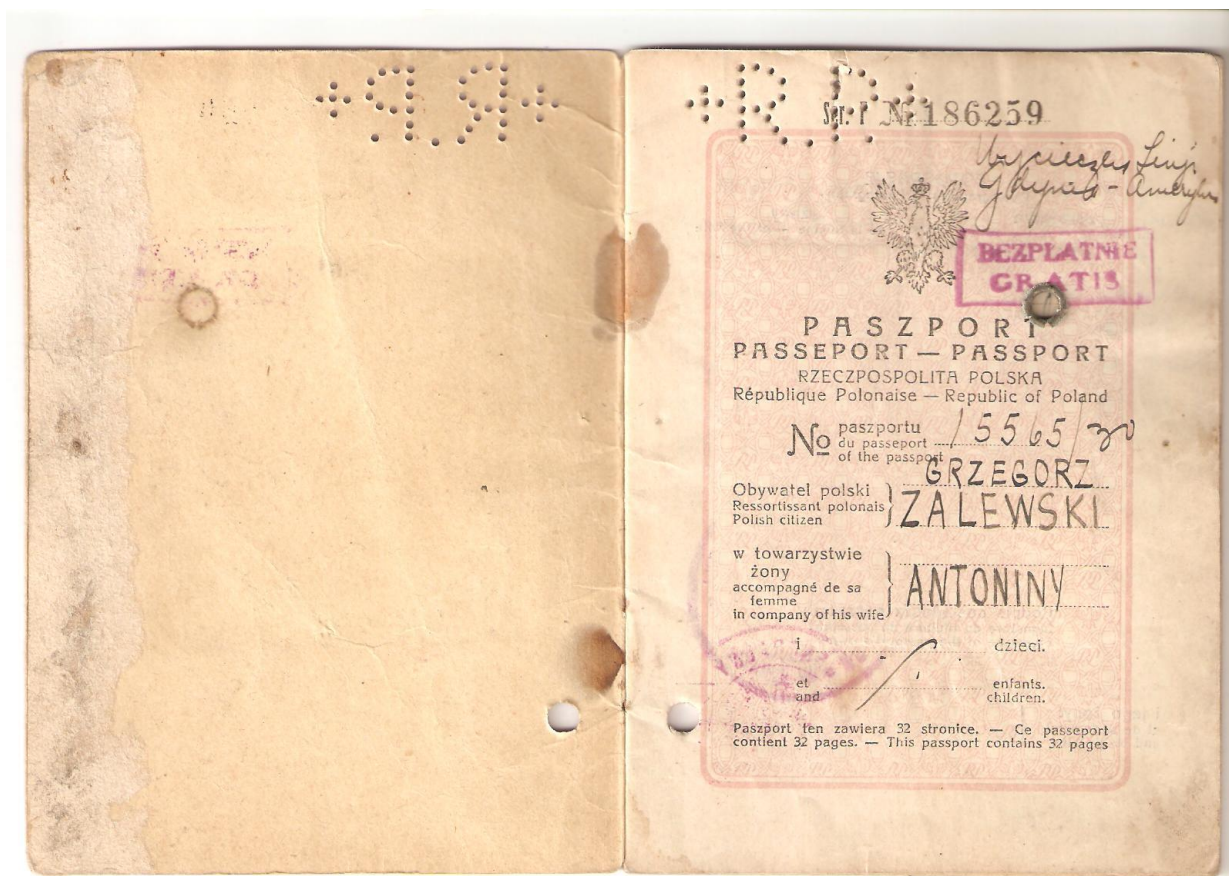 +R.P+
Ser. I № 186259
Wycieczka Linji
Gdynia - Ameryka
BEZPŁATNIE
GRATIS
PASZPORT
PASSEPORT — PASSPORT
RZECZPOSPOLITA POLSKA
République Polonaise — Republic of Poland
No paszportu
du passeport 15565/30
of the passport
GRZEGORZ
Obywatel polski
Ressortissant polonais ZALEWSKI
Polish citizen
w towarzystwie
żony
accompagné de sa ANTONINY
femme
in company of his wife
i dzieci.
et enfants.
and children.
Paszport ten zawiera 32 stronice. — Ce passeport
contient 32 pages. — This passport contains 32 pages